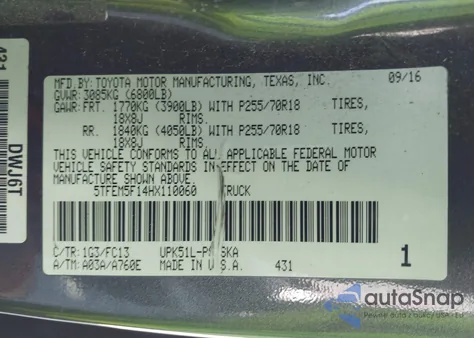 431
DWJ6T
MFD.BY:TOYOTA MOTOR MANUFACTURING, TEXAS, INC. 09/16
GVWR: 3085KG (6800LB)
GAWR:FRT. 1770KG (3900LB) WITH P255/70R18 TIRES,
18X8J RIMS.
RR. 1840KG (4050LB) WITH P255/70R18 TIRES,
18X8J RIMS.
THIS VEHICLE CONFORMS TO APPLICABLE FEDERAL MOTOR
VEHICLE SAFETY STANDARDS IN EFFECT ON THE DATE OF
MANUFACTURE SHOWN ABOVE.
5TFEM5F14HX110060 TRUCK
C/TR:1G3/FC13 UPK51L-P SKA
A/TM:A03A/A760E MADE IN U.S.A. 431 1
autoSnap